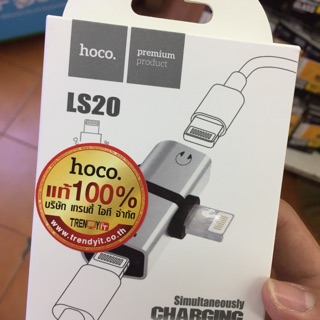 hoco.
premium
product
LS20
hoco.
แท้100%
บริษัท เทรนดี้ ไอที จำกัด
TRENDYIT
www.trendyit.co.th
Simultaneously
CHARGING